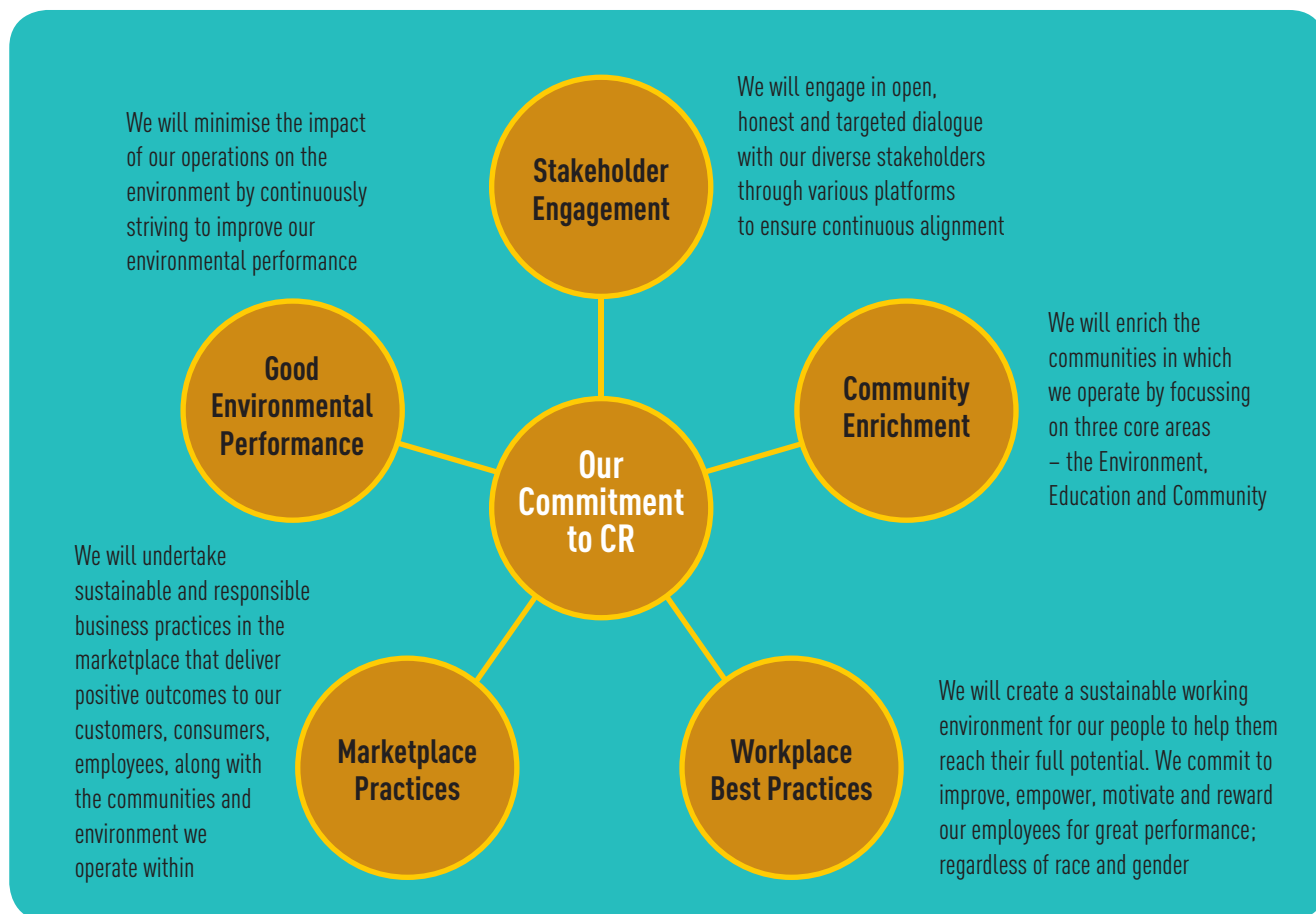 We will minimise the impact
of our operations on the
environment by continuously
striving to improve our
environmental performance
Stakeholder
Engagement
We will engage in open,
honest and targeted dialogue
with our diverse stakeholders
through various platforms
to ensure continuous alignment
Good
Environmental
Performance
Community
Enrichment
We will enrich the
communities in which
we operate by focussing
on three core areas
– the Environment,
Education and Community
Our
Commitment
to CR
We will undertake
sustainable and responsible
business practices in the
marketplace that deliver
positive outcomes to our
customers, consumers,
employees, along with
the communities and
environment we
operate within
Marketplace
Practices
Workplace
Best Practices
We will create a sustainable working
environment for our people to help them
reach their full potential. We commit to
improve, empower, motivate and reward
our employees for great performance;
regardless of race and gender